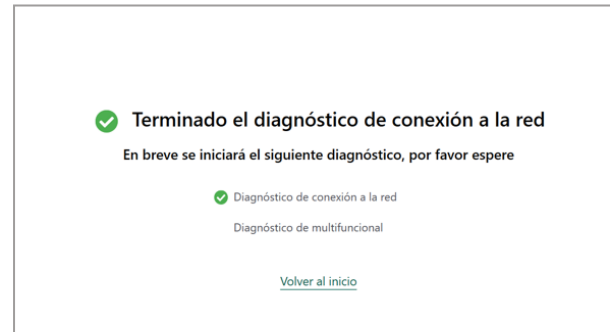 Terminado el diagnóstico de conexión a la red
En breve se iniciará el siguiente diagnóstico, por favor espere
Diagnóstico de conexión a la red
Diagnóstico de multifuncional
Volver al inicio